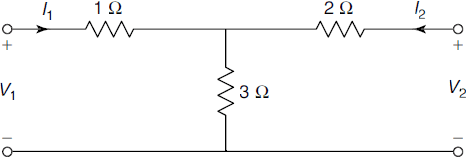 I₁ 1 Ω 2 Ω I₂
+ +
V₁ 3 Ω V₂
– –